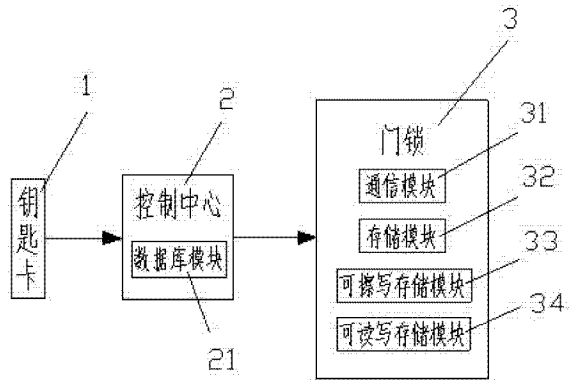 1
钥匙卡
2
控制中心
数据库模块
21
3
门锁
31
通信模块
32
存储模块
33
可擦写存储模块
34
可读写存储模块